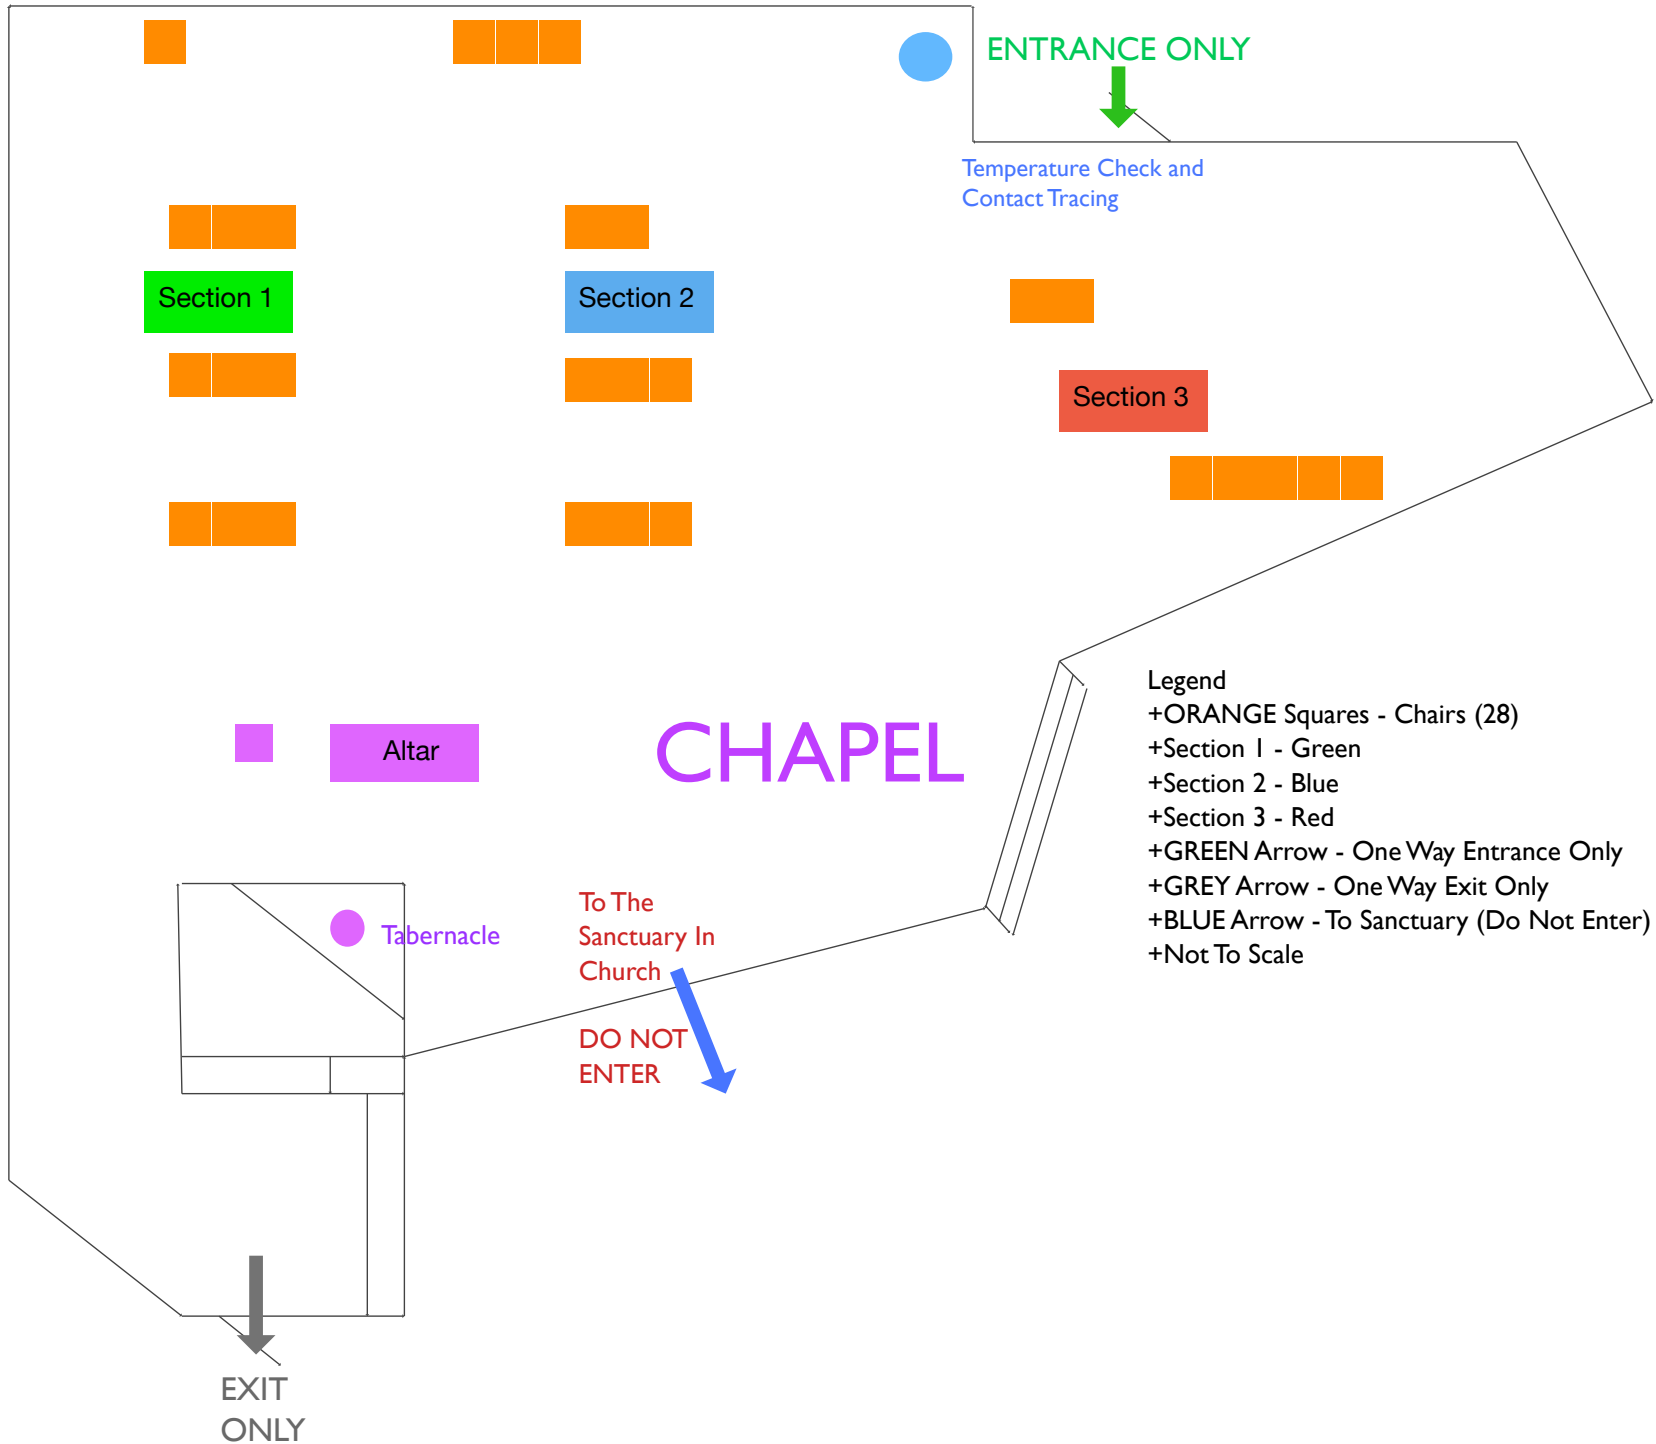 ENTRANCE ONLY
Temperature Check and
Contact Tracing
Section 1
Section 2
Section 3
Altar
CHAPEL
Legend
+ORANGE Squares - Chairs (28)
+Section 1 - Green
+Section 2 - Blue
+Section 3 - Red
+GREEN Arrow - One Way Entrance Only
+GREY Arrow - One Way Exit Only
+BLUE Arrow - To Sanctuary (Do Not Enter)
+Not To Scale
Tabernacle
To The
Sanctuary In
Church
DO NOT
ENTER
EXIT
ONLY